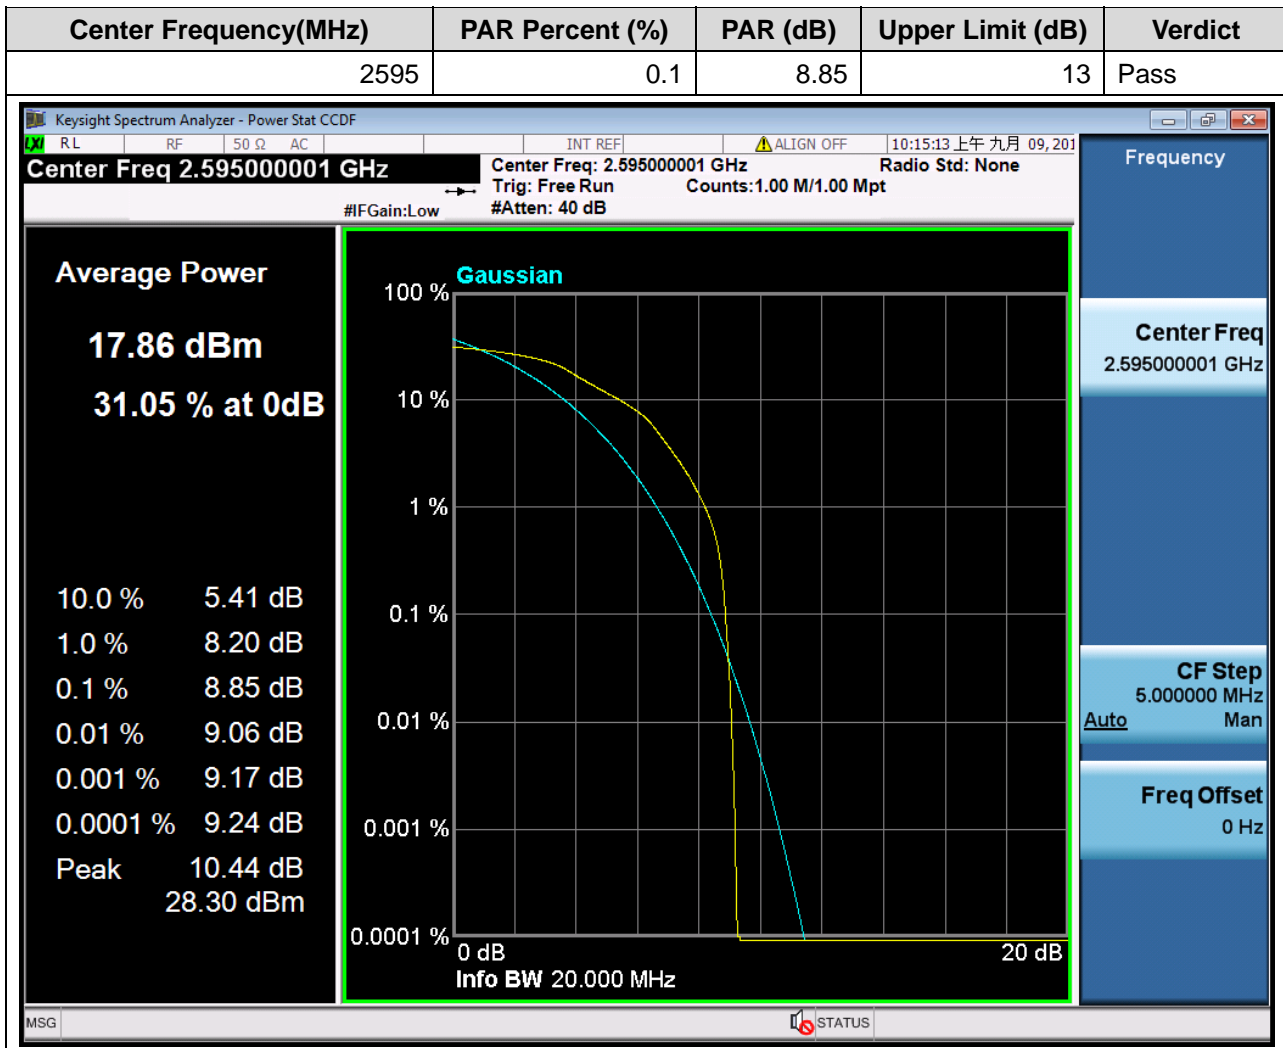 Center Frequency(MHz) PAR Percent (%) PAR (dB) Upper Limit (dB) Verdict
2595 0.1 8.85 13 Pass
Keysight Spectrum Analyzer - Power Stat CCDF
LXI RL RF 50 Ω AC INT REF ALIGN OFF 10:15:13 上午 九月 09, 201
Center Freq 2.595000001 GHz
#IFGain:Low
Center Freq: 2.595000001 GHz Radio Std: None
Trig: Free Run Counts:1.00 M/1.00 Mpt
#Atten: 40 dB
Average Power
17.86 dBm
31.05 % at 0dB
10.0 % 5.41 dB
1.0 % 8.20 dB
0.1 % 8.85 dB
0.01 % 9.06 dB
0.001 % 9.17 dB
0.0001 % 9.24 dB
Peak 10.44 dB
28.30 dBm
Gaussian
100 %
10 %
1 %
0.1 %
0.01 %
0.001 %
0.0001 %
0 dB 20 dB
Info BW 20.000 MHz
Frequency
Center Freq
2.595000001 GHz
CF Step
5.000000 MHz
Auto Man
Freq Offset
0 Hz
MSG STATUS